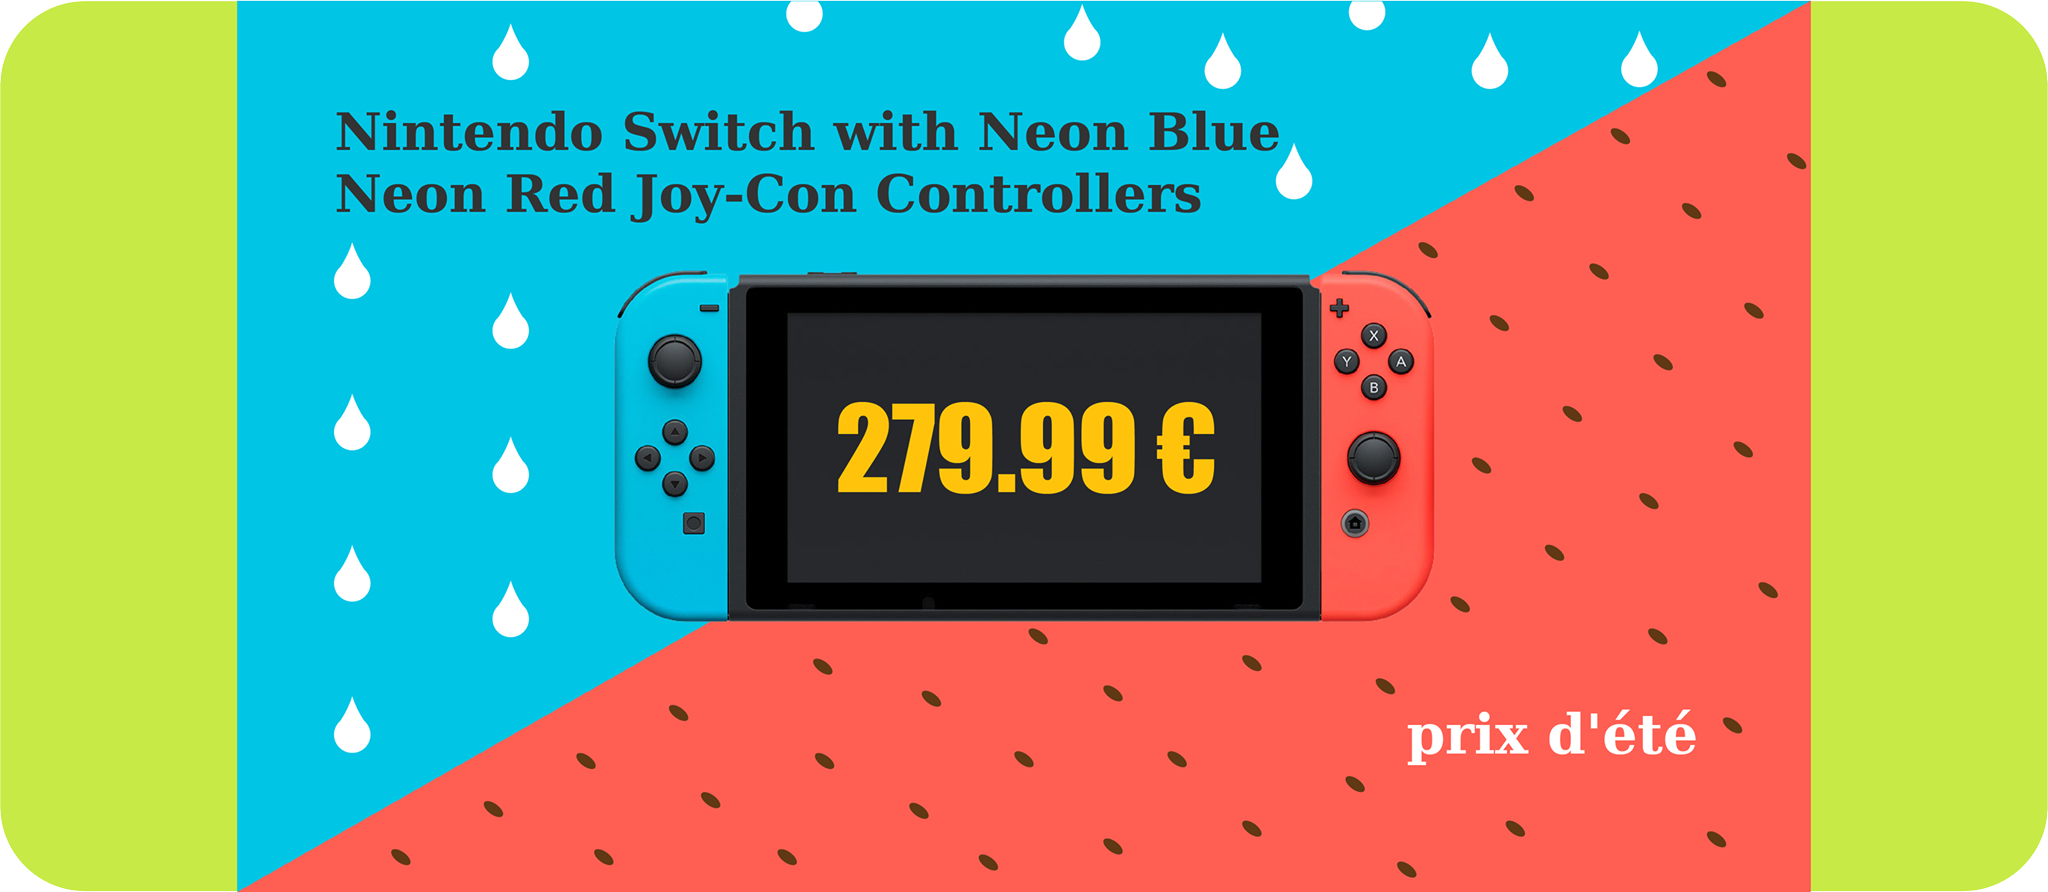 Nintendo Switch with Neon Blue
Neon Red Joy-Con Controllers
X
Y
A
B
279.99 €
prix d'été